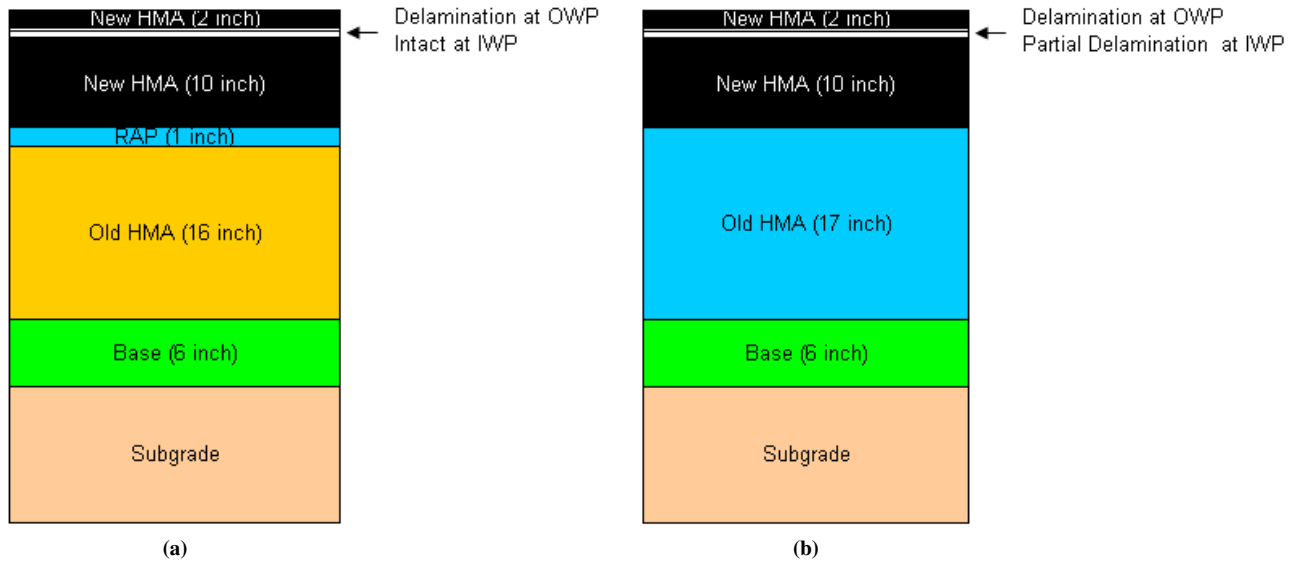 New HMA (2 inch)
Delamination at OWP
Intact at IWP
New HMA (10 inch)
RAP (1 inch)
Old HMA (16 inch)
Base (6 inch)
Subgrade
(a)
New HMA (2 inch)
Delamination at OWP
Partial Delamination at IWP
New HMA (10 inch)
Old HMA (17 inch)
Base (6 inch)
Subgrade
(b)